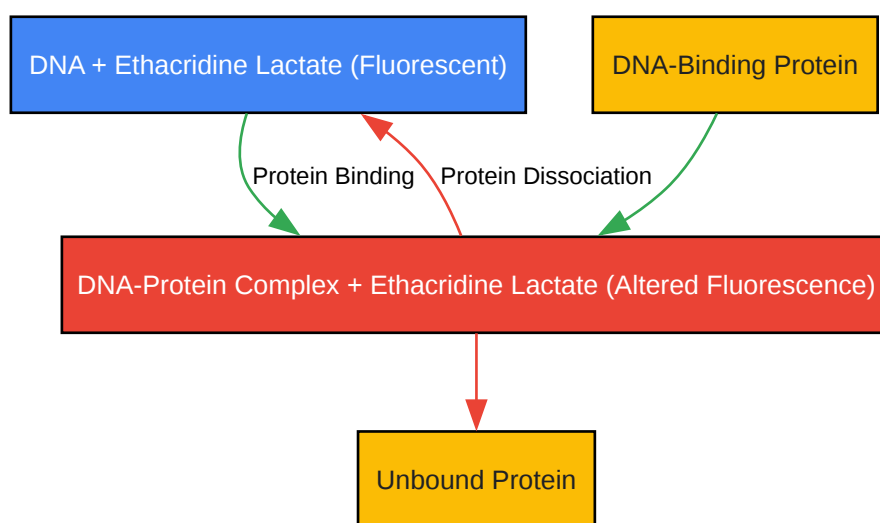 DNA + Ethacridine Lactate (Fluorescent)
DNA-Binding Protein
Protein Binding
Protein Dissociation
DNA-Protein Complex + Ethacridine Lactate (Altered Fluorescence)
Unbound Protein